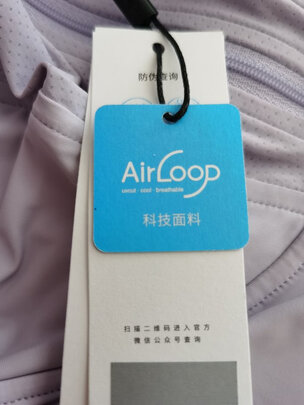 防伪查询
AirLoop
uncut · cool · breathable
科技面料
扫描二维码进入官方
微信公众号查询